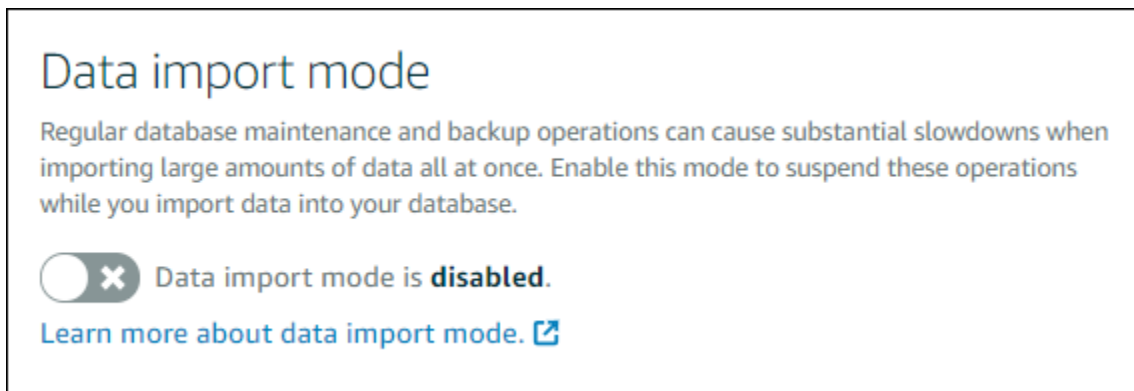 Data import mode
Regular database maintenance and backup operations can cause substantial slowdowns when
importing large amounts of data all at once. Enable this mode to suspend these operations
while you import data into your database.
Data import mode is disabled.
Learn more about data import mode.